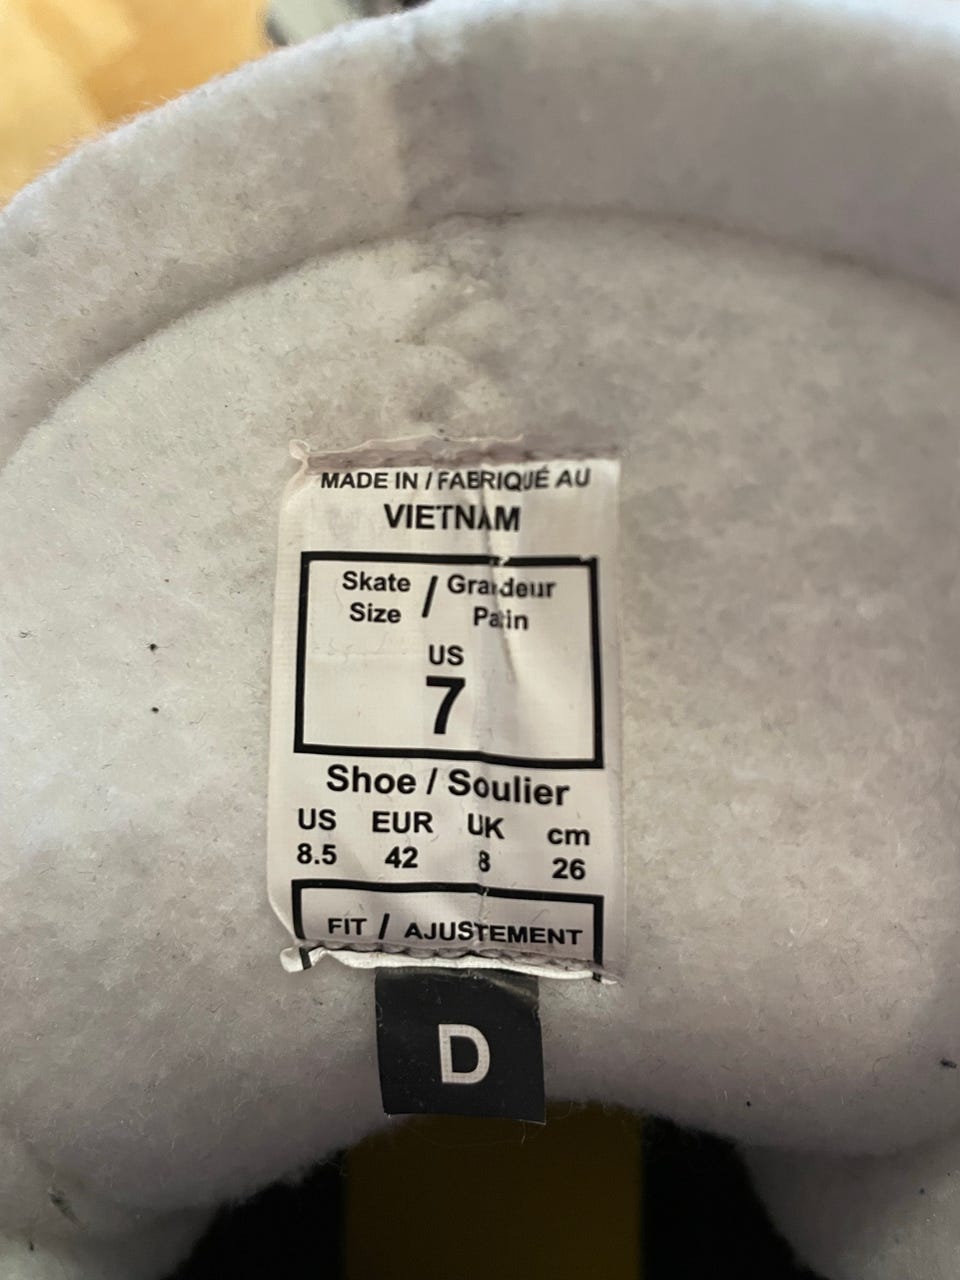 MADE IN / FABRIQUÉ AU
VIETNAM
Skate Size / Grandeur Patin
US
7
Shoe / Soulier
US EUR UK cm
8.5 42 8 26
FIT / AJUSTEMENT
D